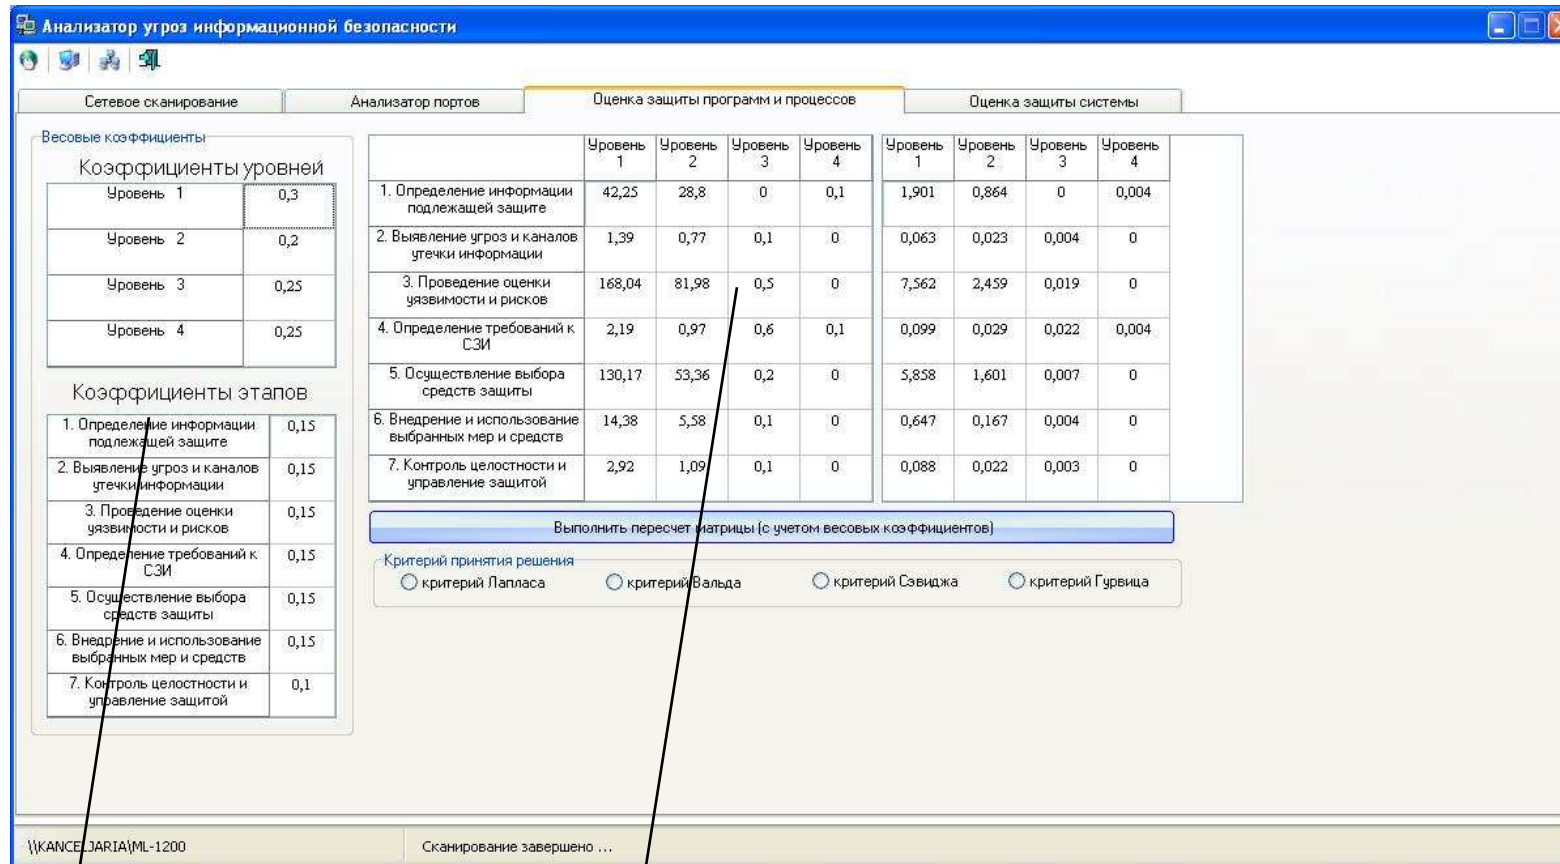 Анализатор угроз информационной безопасности
Сетевое сканирование Анализатор портов Оценка защиты программ и процессов Оценка защиты системы
Весовые коэффициенты
Коэффициенты уровней
Уровень 1 0,3
Уровень 2 0,2
Уровень 3 0,25
Уровень 4 0,25
Коэффициенты этапов
1. Определение информации 0,15
подлежащей защите
2. Выявление угроз и каналов 0,15
утечки информации
3. Проведение оценки 0,15
уязвимости и рисков
4. Определение требований к 0,15
СЗИ
5. Осуществление выбора 0,15
средств защиты
6. Внедрение и использование 0,15
выбранных мер и средств
7. Контроль целостности и 0,1
управление защитой
Уровень Уровень Уровень Уровень Уровень Уровень Уровень Уровень
1 2 3 4 1 2 3 4
1. Определение информации 42,25 28,8 0 0,1 1,901 0,864 0 0,004
подлежащей защите
2. Выявление угроз и каналов 1,39 0,77 0,1 0 0,063 0,023 0,004 0
утечки информации
3. Проведение оценки 168,04 81,98 0,5 0 7,562 2,459 0,019 0
уязвимости и рисков
4. Определение требований к 2,19 0,97 0,6 0,1 0,099 0,029 0,022 0,004
СЗИ
5. Осуществление выбора 130,17 53,36 0,2 0 5,858 1,601 0,007 0
средств защиты
6. Внедрение и использование 14,38 5,58 0,1 0 0,647 0,167 0,004 0
выбранных мер и средств
7. Контроль целостности и 2,92 1,09 0,1 0 0,088 0,022 0,003 0
управление защитой
Выполнить пересчет матрицы (с учетом весовых коэффициентов)
Критерий принятия решения
критерий Лапласа критерий Вальда критерий Сэвиджа критерий Гурвица
\\KANCELJARIA\ML-1200 Сканирование завершено ...